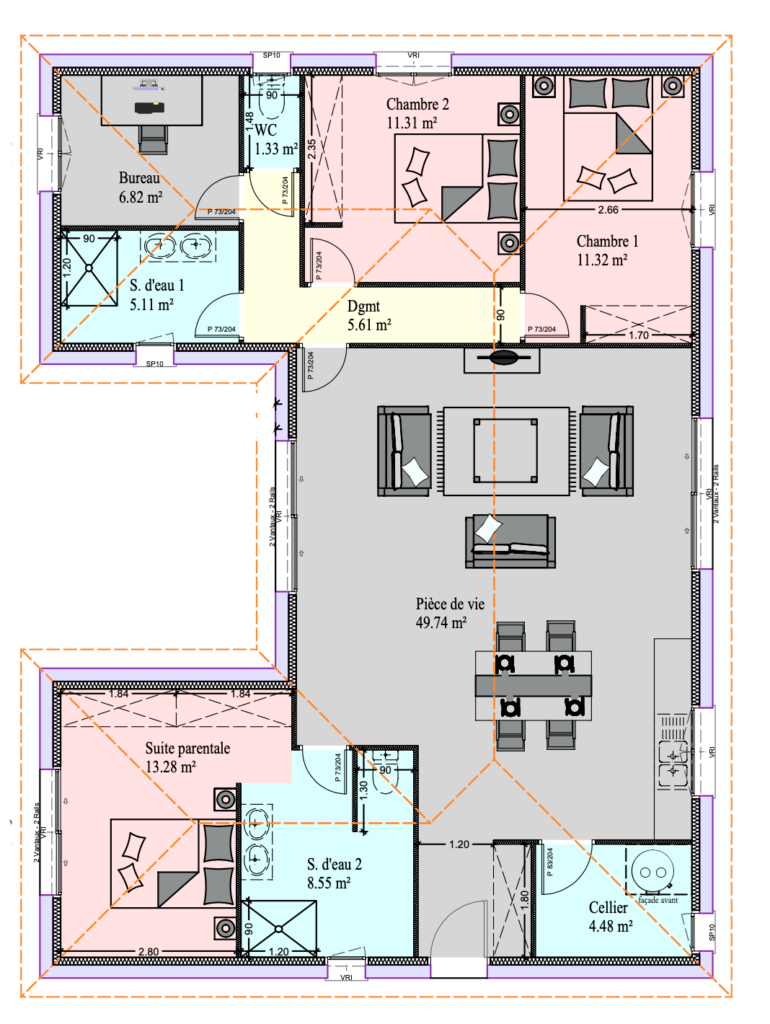 SP10
VRI
90
1.48
WC
1.33 m²
Chambre 2
11.31 m²
2.35
VRI
Bureau
6.82 m²
P 73/204
P 73/204
2.66
VRI
Chambre 1
11.32 m²
90
1.20
S. d'eau 1
5.11 m²
P 73/204
P 73/204
Dgmt
5.61 m²
90
P 73/204
1.70
SP10
P 73/204
2 Vantaux - 2 Rails
VRI
VRI
2 Vantaux - 2 Rails
Pièce de vie
49.74 m²
1.84
1.84
Suite parentale
13.28 m²
P 73/204
90
1.30
VRI
2 Vantaux - 2 Rails
VRI
1.20
P 83/204
S. d'eau 2
8.55 m²
1.80
façade avant
Cellier
4.48 m²
90
SP10
2.80
1.20
VRI